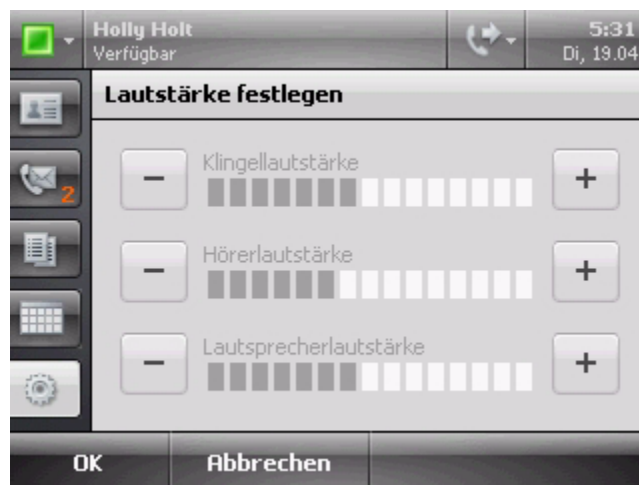 Holly Holt
Verfügbar
5:31
Di, 19.04
Lautstärke festlegen
2
Klingellautstärke
Hörerlautstärke
Lautsprecherlautstärke
OK
Abbrechen